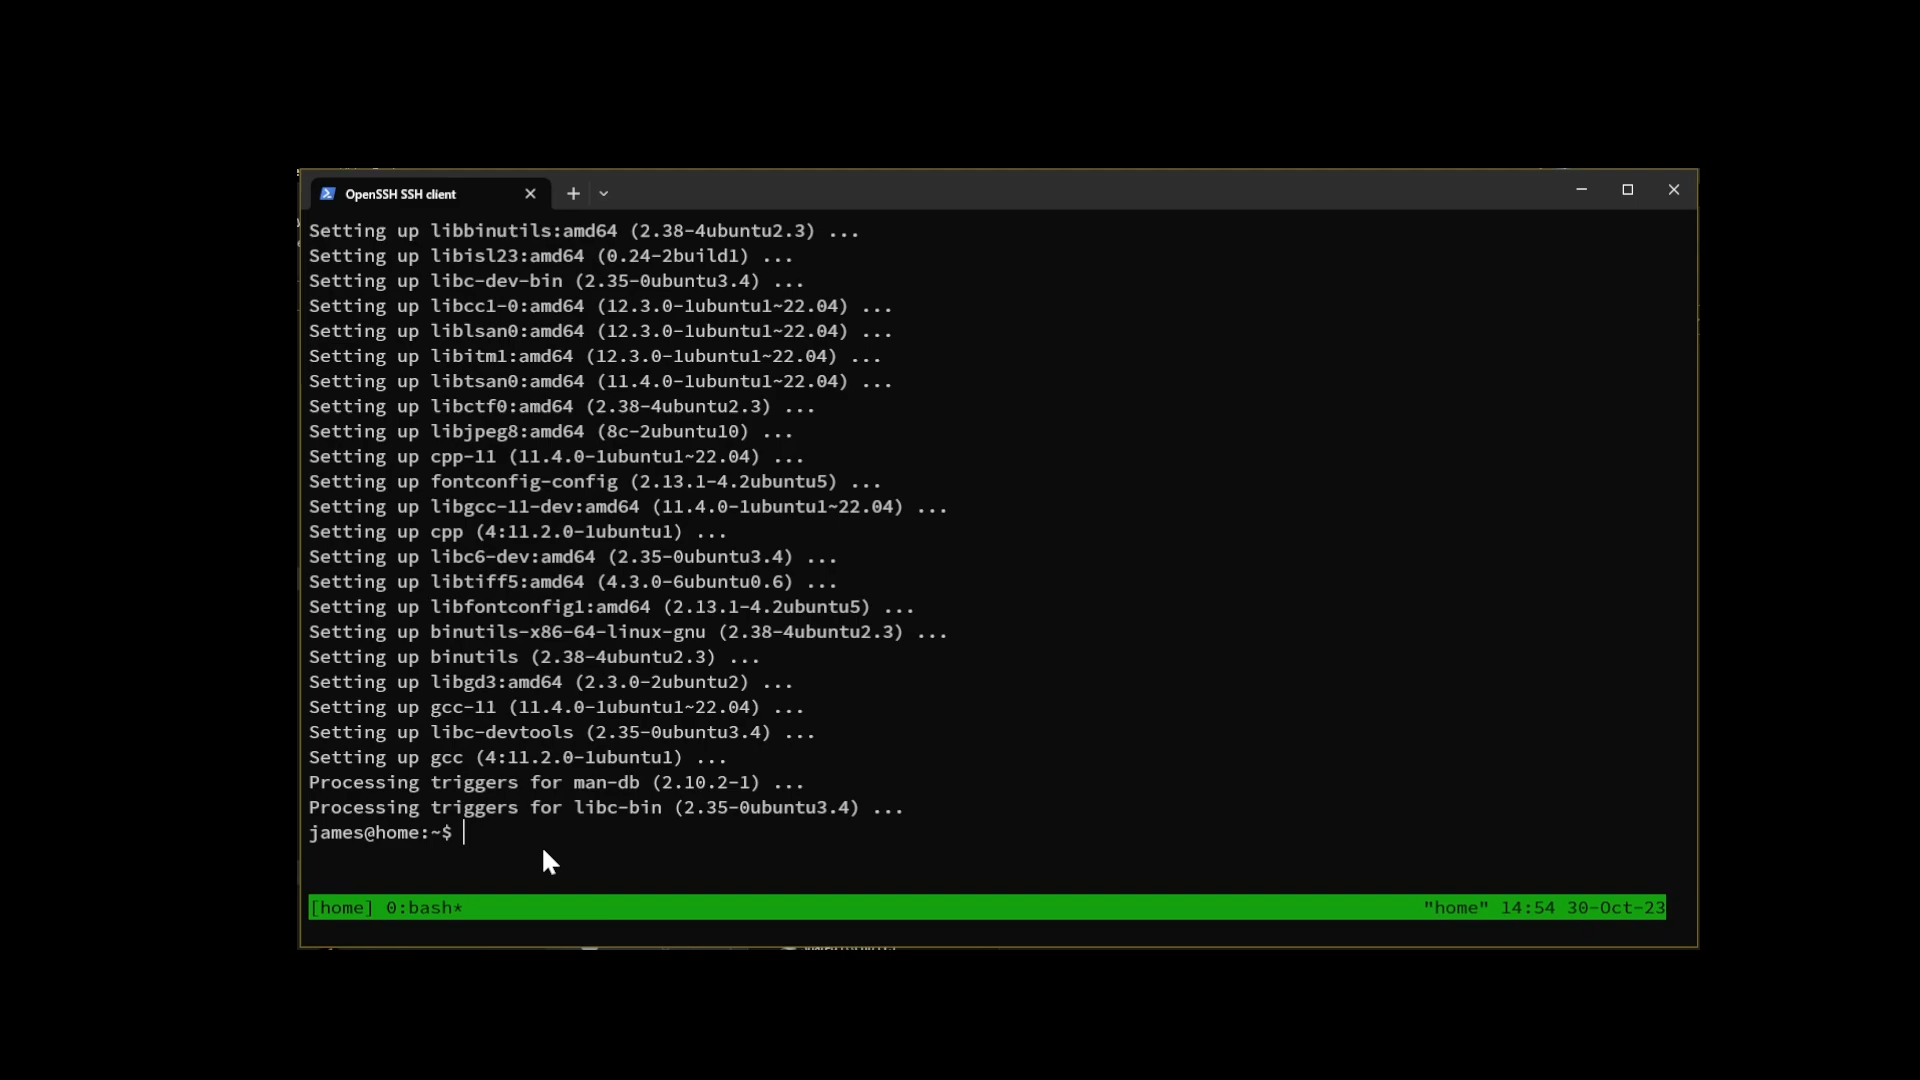 OpenSSH SSH client
Setting up libbinutils:amd64 (2.38-4ubuntu2.3) ...
Setting up libisl23:amd64 (0.24-2build1) ...
Setting up libc-dev-bin (2.35-0ubuntu3.4) ...
Setting up libcc1-0:amd64 (12.3.0-1ubuntu1~22.04) ...
Setting up liblsan0:amd64 (12.3.0-1ubuntu1~22.04) ...
Setting up libitm1:amd64 (12.3.0-1ubuntu1~22.04) ...
Setting up libtsan0:amd64 (11.4.0-1ubuntu1~22.04) ...
Setting up libctf0:amd64 (2.38-4ubuntu2.3) ...
Setting up libjpeg8:amd64 (8c-2ubuntu10) ...
Setting up cpp-11 (11.4.0-1ubuntu1~22.04) ...
Setting up fontconfig-config (2.13.1-4.2ubuntu5) ...
Setting up libgcc-11-dev:amd64 (11.4.0-1ubuntu1~22.04) ...
Setting up cpp (4:11.2.0-1ubuntu1) ...
Setting up libc6-dev:amd64 (2.35-0ubuntu3.4) ...
Setting up libtiff5:amd64 (4.3.0-6ubuntu0.6) ...
Setting up libfontconfig1:amd64 (2.13.1-4.2ubuntu5) ...
Setting up binutils-x86-64-linux-gnu (2.38-4ubuntu2.3) ...
Setting up binutils (2.38-4ubuntu2.3) ...
Setting up libgd3:amd64 (2.3.0-2ubuntu2) ...
Setting up gcc-11 (11.4.0-1ubuntu1~22.04) ...
Setting up libc-devtools (2.35-0ubuntu3.4) ...
Setting up gcc (4:11.2.0-1ubuntu1) ...
Processing triggers for man-db (2.10.2-1) ...
Processing triggers for libc-bin (2.35-0ubuntu3.4) ...
james@home:~$
[home] 0:bash* "home" 14:54 30-Oct-23